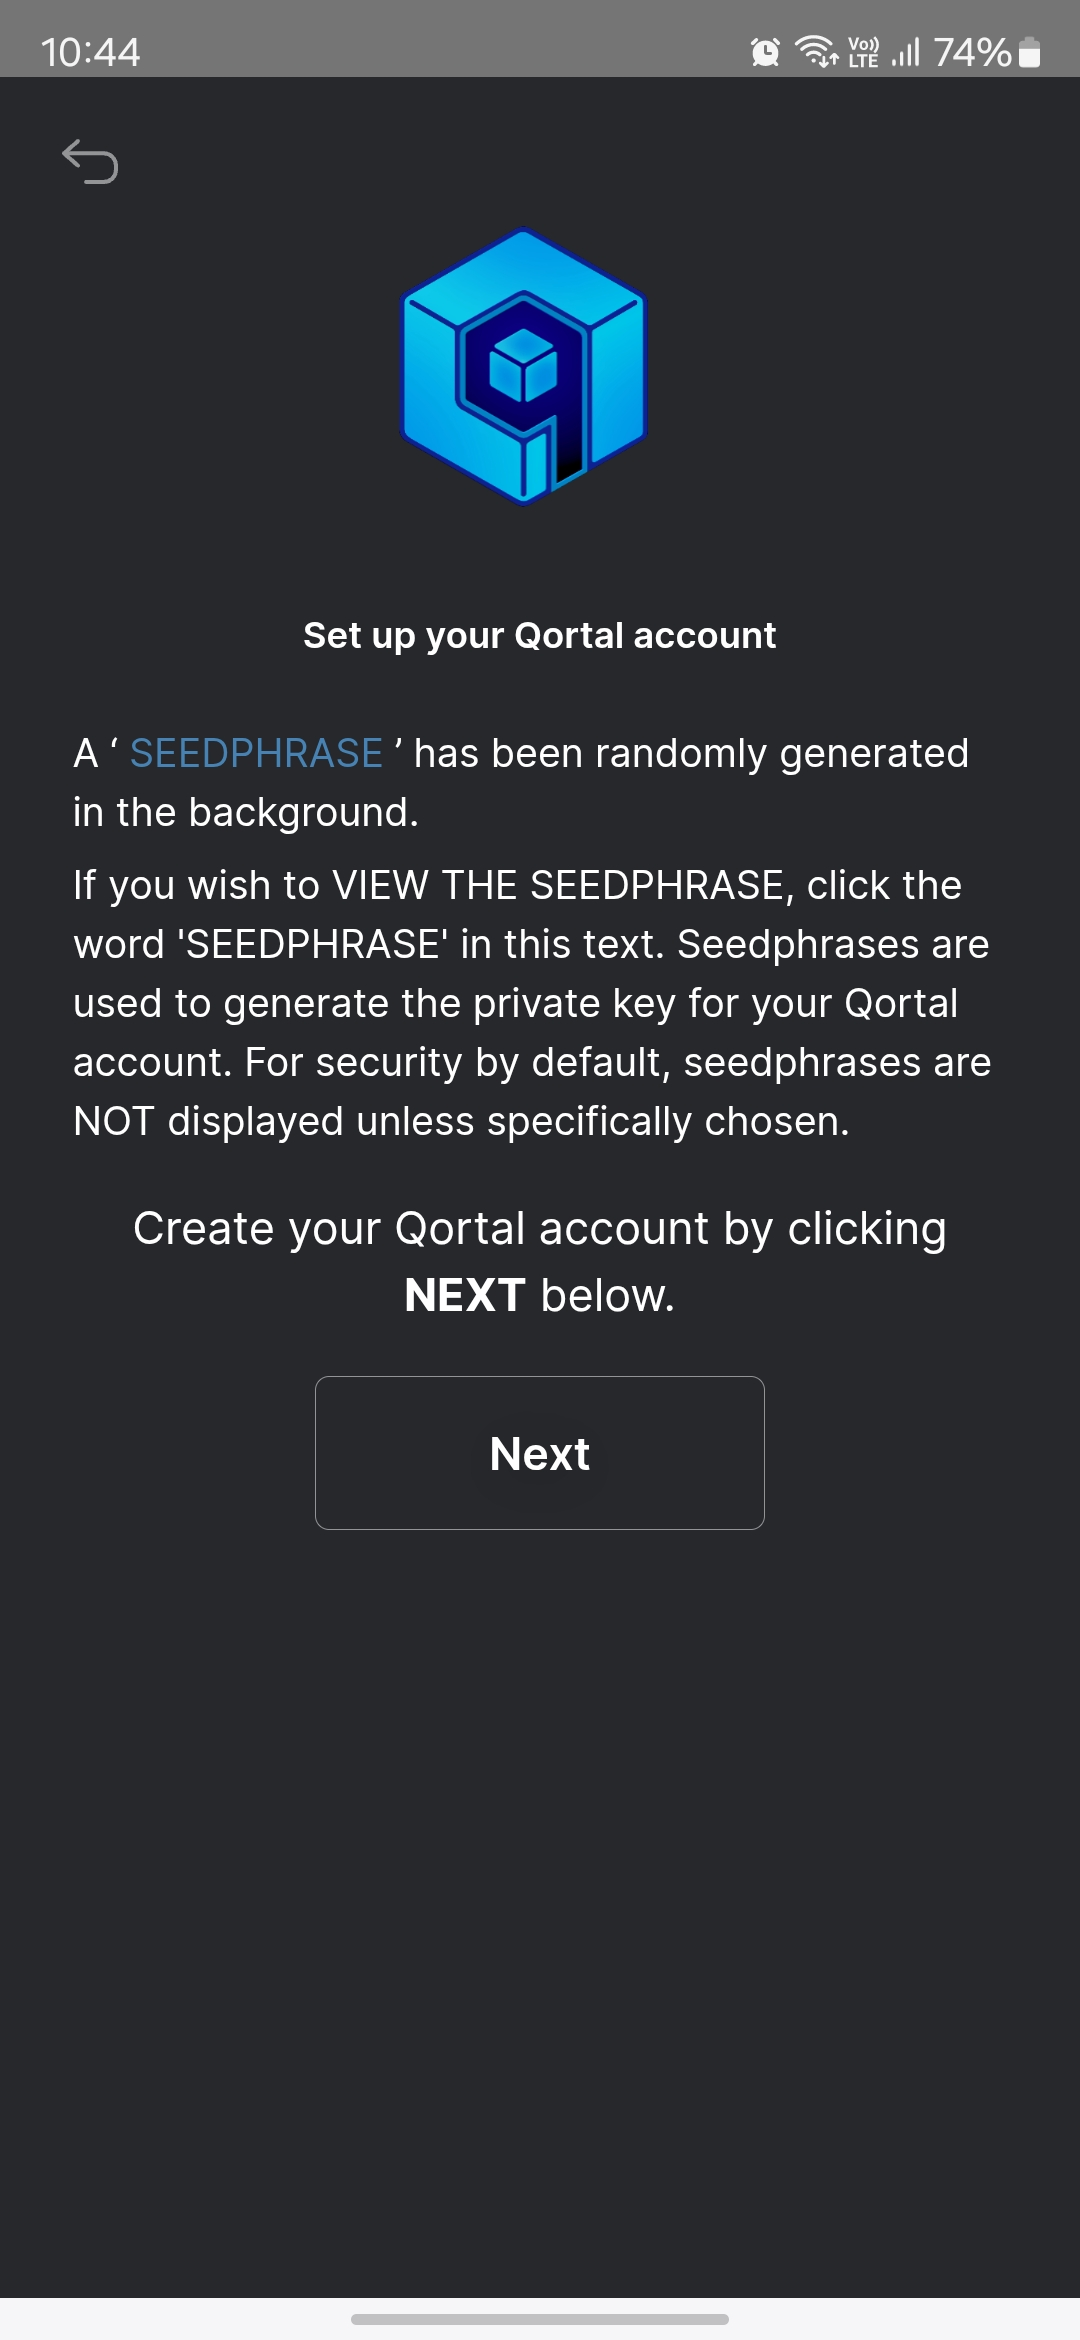 10:44
Vo)) LTE 74%
Set up your Qortal account
A ‘ SEEDPHRASE ’ has been randomly generated
in the background.
If you wish to VIEW THE SEEDPHRASE, click the
word 'SEEDPHRASE' in this text. Seedphrases are
used to generate the private key for your Qortal
account. For security by default, seedphrases are
NOT displayed unless specifically chosen.
Create your Qortal account by clicking
NEXT below.
Next